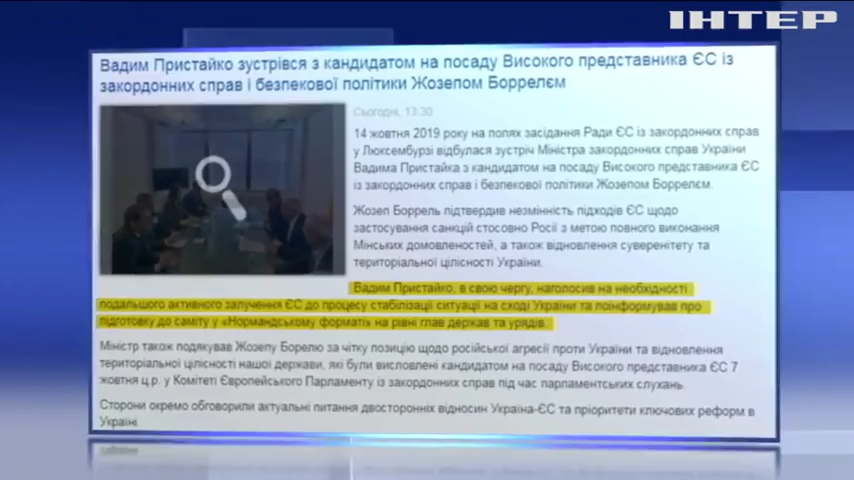 ІНТЕР
Вадим Пристайко зустрівся з кандидатом на посаду Високого представника ЄС із
закордонних справ і безпекової політики Жозепом Боррелєм
Сьогодні, 13:30
14 жовтня 2019 року на полях засідання Ради ЄС із закордонних справ
у Люксембурзі відбулася зустріч Міністра закордонних справ України
Вадима Пристайка з кандидатом на посаду Високого представника ЄС
із закордонних справ і безпекової політики Жозепом Боррелєм.
Жозеп Боррель підтвердив незмінність підходів ЄС щодо
застосування санкцій стосовно Росії з метою повного виконання
Мінських домовленостей, а також відновлення суверенітету та
територіальної цілісності України.
Вадим Пристайко, в свою чергу, наголосив на необхідності
подальшого активного залучення ЄС до процесу стабілізації ситуації на сході України та поінформував про
підготовку до саміту у «Нормандському форматі» на рівні глав держав та урядів.
Міністр також подякував Жозепу Борелю за чітку позицію щодо російської агресії проти України та відновлення
територіальної цілісності нашої держави, які були висловлені кандидатом на посаду Високого представника ЄС 7
жовтня ц.р. у Комітеті Європейського Парламенту із закордонних справ під час парламентських слухань.
Сторони окремо обговорили актуальні питання двосторонніх відносин Україна-ЄС та пріоритети ключових реформ в
Україні.